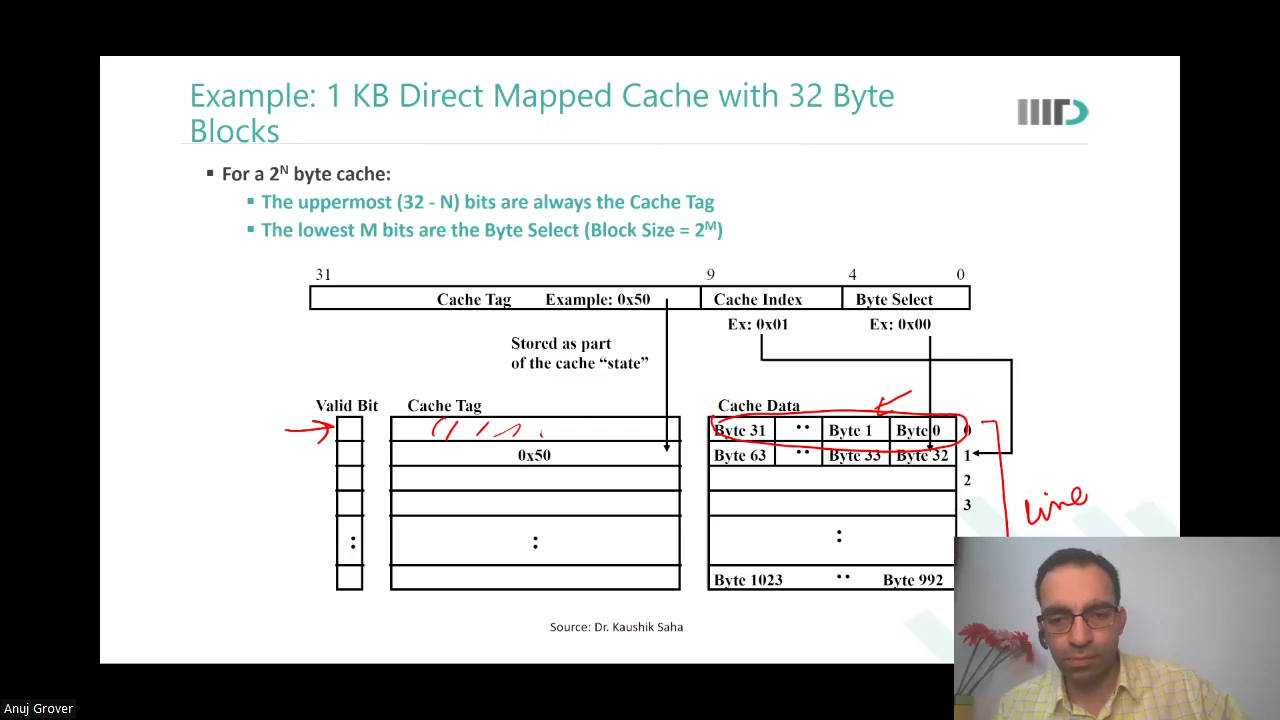 Example: 1 KB Direct Mapped Cache with 32 Byte
Blocks
IIITD
▪ For a 2^N byte cache:
▪ The uppermost (32 - N) bits are always the Cache Tag
▪ The lowest M bits are the Byte Select (Block Size = 2^M)
31 9 4 0
Cache Tag Example: 0x50 Cache Index Byte Select
Ex: 0x01 Ex: 0x00
Stored as part
of the cache “state”
Valid Bit Cache Tag Cache Data
Byte 31 ·· Byte 1 Byte 0 0
0x50 Byte 63 ·· Byte 33 Byte 32 1
2
3
line
: : :
Byte 1023 ·· Byte 992
Source: Dr. Kaushik Saha
Anuj Grover